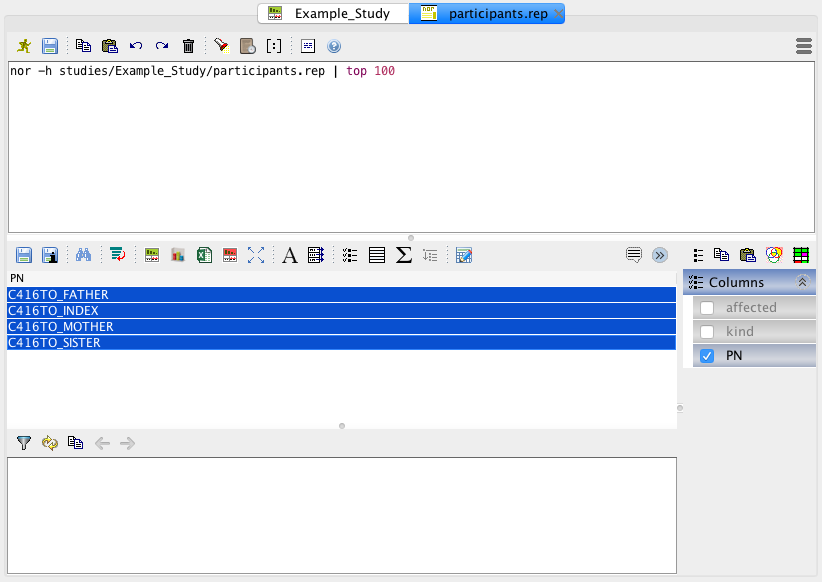 Example_Study
participants.rep
nor -h studies/Example_Study/participants.rep | top 100
PN
C416TO_FATHER
C416TO_INDEX
C416TO_MOTHER
C416TO_SISTER
Columns
affected
kind
PN